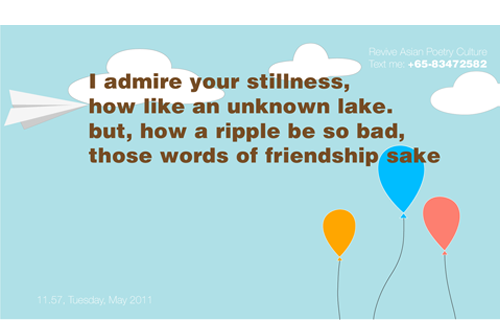 Revive Asian Poetry Culture
Text me: +65-83472582
I admire your stillness,
how like an unknown lake.
but, how a ripple be so bad,
those words of friendship sake
11.57, Tuesday, May 2011